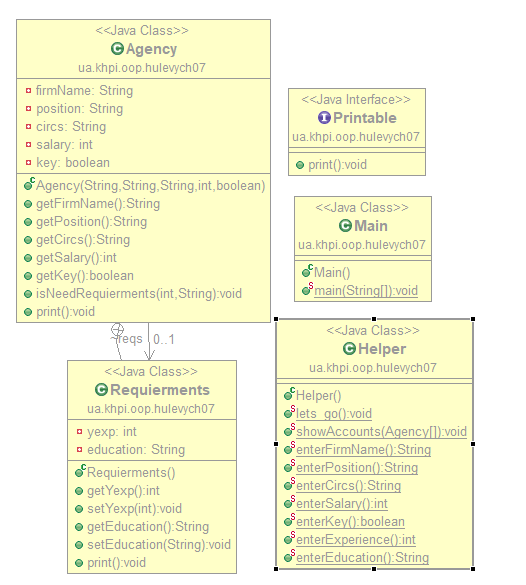 <<Java Class>>
Agency
ua.khpi.oop.hulevych07
firmName: String
position: String
circs: String
salary: int
key: boolean
Agency(String,String,String,int,boolean)
getFirmName():String
getPosition():String
getCircs():String
getSalary():int
getKey():boolean
isNeedRequierments(int,String):void
print():void
~reqs 0..1
<<Java Class>>
Requierments
ua.khpi.oop.hulevych07
yexp: int
education: String
Requierments()
getYexp():int
setYexp(int):void
getEducation():String
setEducation(String):void
print():void
<<Java Interface>>
Printable
ua.khpi.oop.hulevych07
print():void
<<Java Class>>
Main
ua.khpi.oop.hulevych07
Main()
main(String[]):void
<<Java Class>>
Helper
ua.khpi.oop.hulevych07
Helper()
lets_go():void
showAccounts(Agency[]):void
enterFirmName():String
enterPosition():String
enterCircs():String
enterSalary():int
enterKey():boolean
enterExperience():int
enterEducation():String